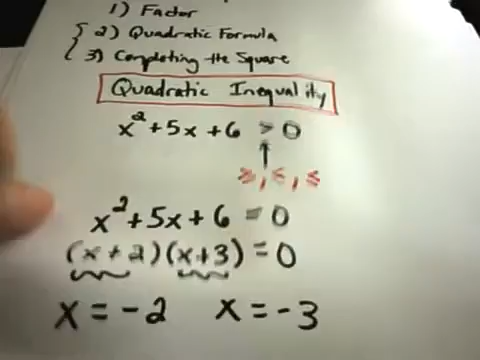 1) Factor
2) Quadratic Formula
3) Completing the Square
Quadratic Inequality
x² + 5x + 6 > 0
≥, <, ≤
x² + 5x + 6 = 0
(x + 2)(x + 3) = 0
x = -2 x = -3